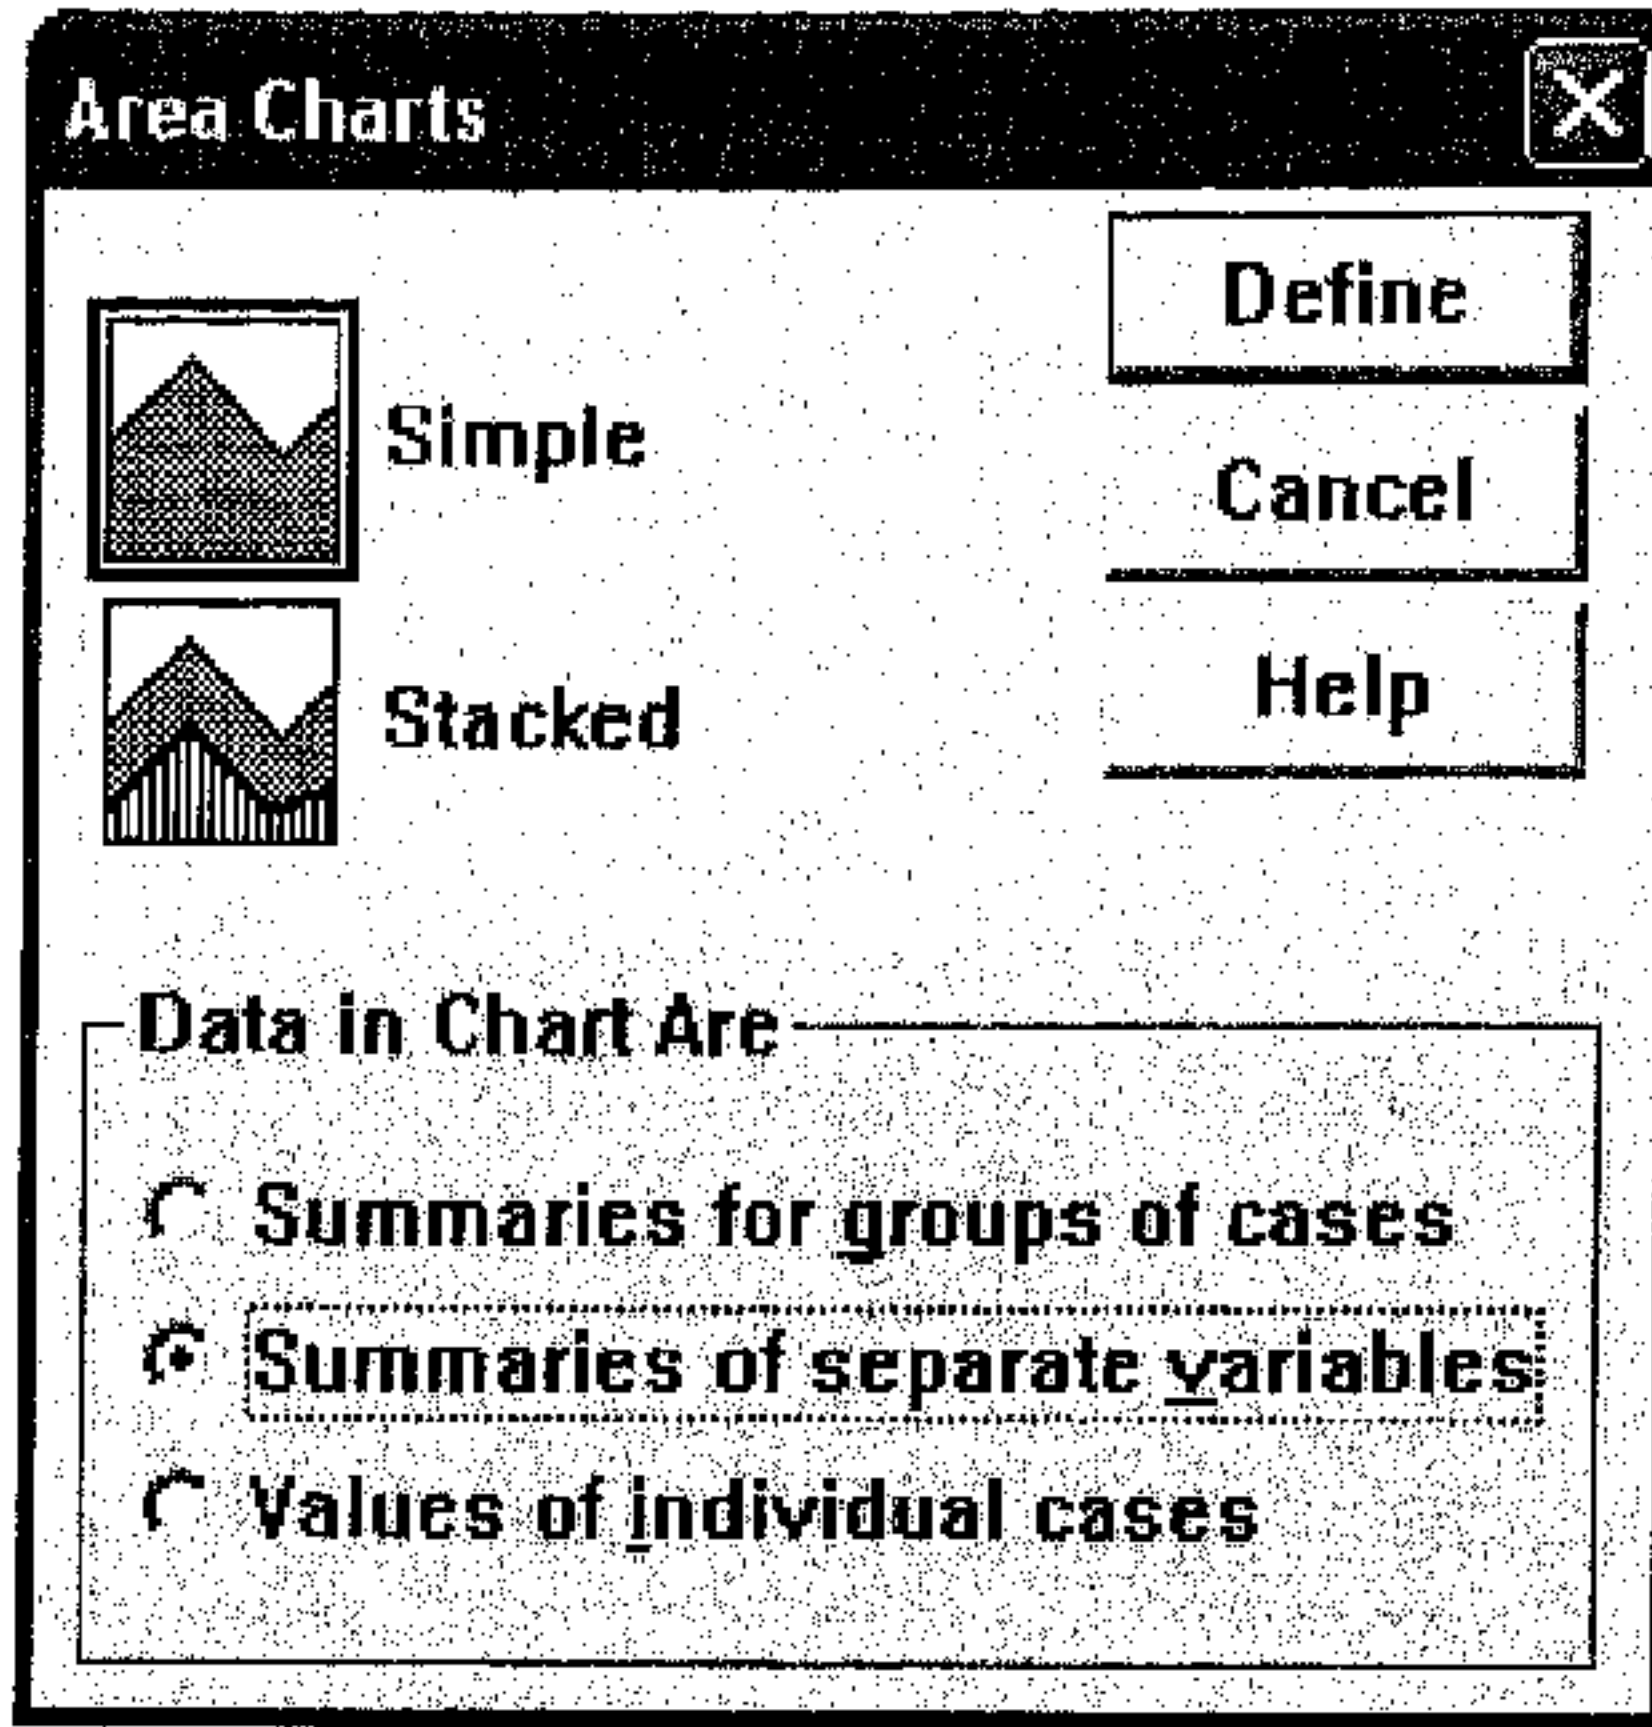 Area Charts
Define
Simple
Cancel
Stacked
Help
Data in Chart Are
Summaries for groups of cases
Summaries of separate variables
Values of individual cases